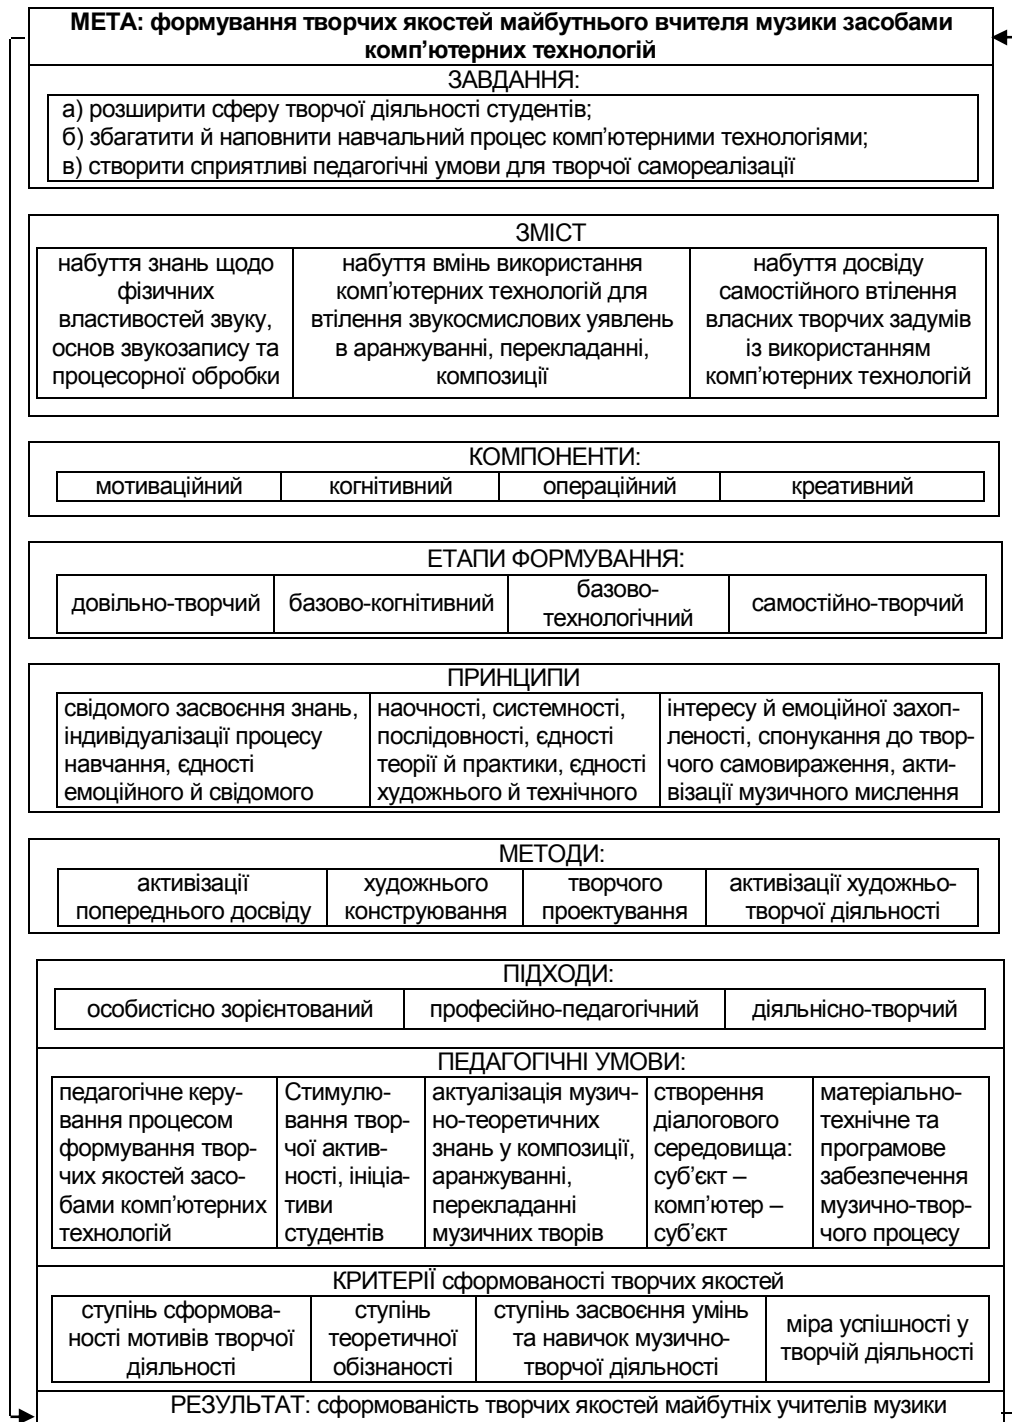 МЕТА: формування творчих якостей майбутнього вчителя музики засобами
комп’ютерних технологій
ЗАВДАННЯ:
а) розширити сферу творчої діяльності студентів;
б) збагатити й наповнити навчальний процес комп’ютерними технологіями;
в) створити сприятливі педагогічні умови для творчої самореалізації
ЗМІСТ
набуття знань щодо
фізичних
властивостей звуку,
основ звукозапису та
процесорної обробки
набуття вмінь використання
комп’ютерних технологій для
втілення звукосмислових уявлень
в аранжуванні, перекладанні,
композиції
набуття досвіду
самостійного втілення
власних творчих задумів
із використанням
комп’ютерних технологій
КОМПОНЕНТИ:
мотиваційний
когнітивний
операційний
креативний
ЕТАПИ ФОРМУВАННЯ:
довільно-творчий
базово-когнітивний
базово-
технологічний
самостійно-творчий
ПРИНЦИПИ
свідомого засвоєння знань,
індивідуалізації процесу
навчання, єдності
емоційного й свідомого
наочності, системності,
послідовності, єдності
теорії й практики, єдності
художнього й технічного
інтересу й емоційної захоп-
леності, спонукання до твор-
чого самовираження, акти-
візації музичного мислення
МЕТОДИ:
активізації
попереднього досвіду
художнього
конструювання
творчого
проектування
активізації художньо-
творчої діяльності
ПІДХОДИ:
особистісно зорієнтований
професійно-педагогічний
діяльнісно-творчий
ПЕДАГОГІЧНІ УМОВИ:
педагогічне керу-
вання процесом
формування твор-
чих якостей засо-
бами комп’ютерних
технологій
Стимулю-
вання твор-
чої актив-
ності, ініціа-
тиви
студентів
актуалізація музич-
но-теоретичних
знань у композиції,
аранжуванні,
перекладанні
музичних творів
створення
діалогового
середовища:
суб’єкт –
комп’ютер –
суб’єкт
матеріально-
технічне та
програмове
забезпечення
музично-твор-
чого процесу
КРИТЕРІЇ сформованості творчих якостей
ступінь сформова-
ності мотивів творчої
діяльності
ступінь
теоретичної
обізнаності
ступінь засвоєння умінь
та навичок музично-
творчої діяльності
міра успішності у
творчій діяльності
РЕЗУЛЬТАТ: сформованість творчих якостей майбутніх учителів музики